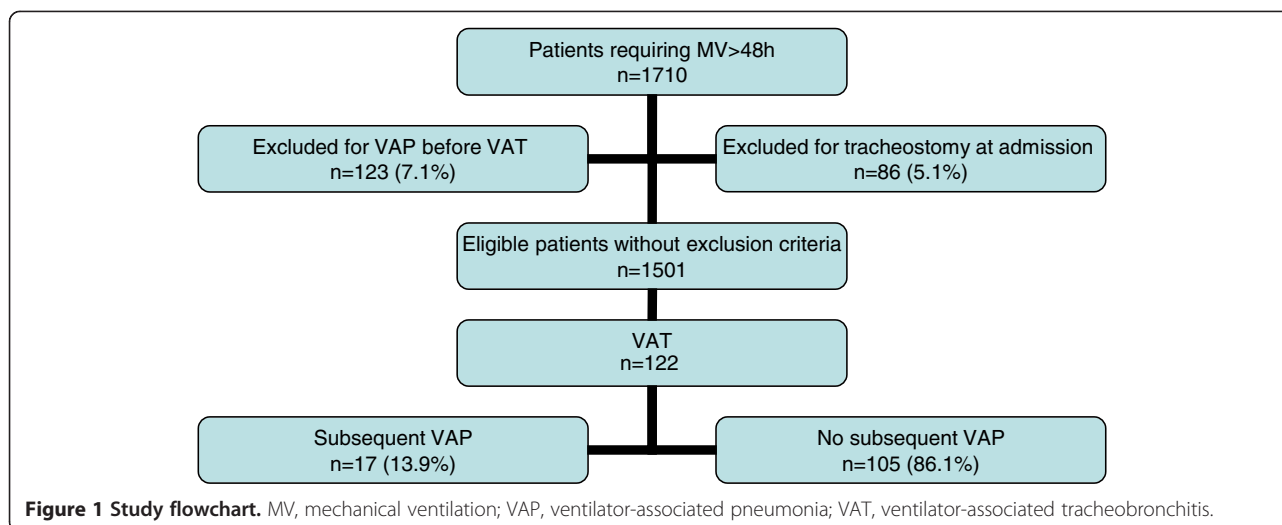 Patients requiring MV>48h
n=1710
Excluded for VAP before VAT
n=123 (7.1%)
Excluded for tracheostomy at admission
n=86 (5.1%)
Eligible patients without exclusion criteria
n=1501
VAT
n=122
Subsequent VAP
n=17 (13.9%)
No subsequent VAP
n=105 (86.1%)
Figure 1 Study flowchart. MV, mechanical ventilation; VAP, ventilator-associated pneumonia; VAT, ventilator-associated tracheobronchitis.